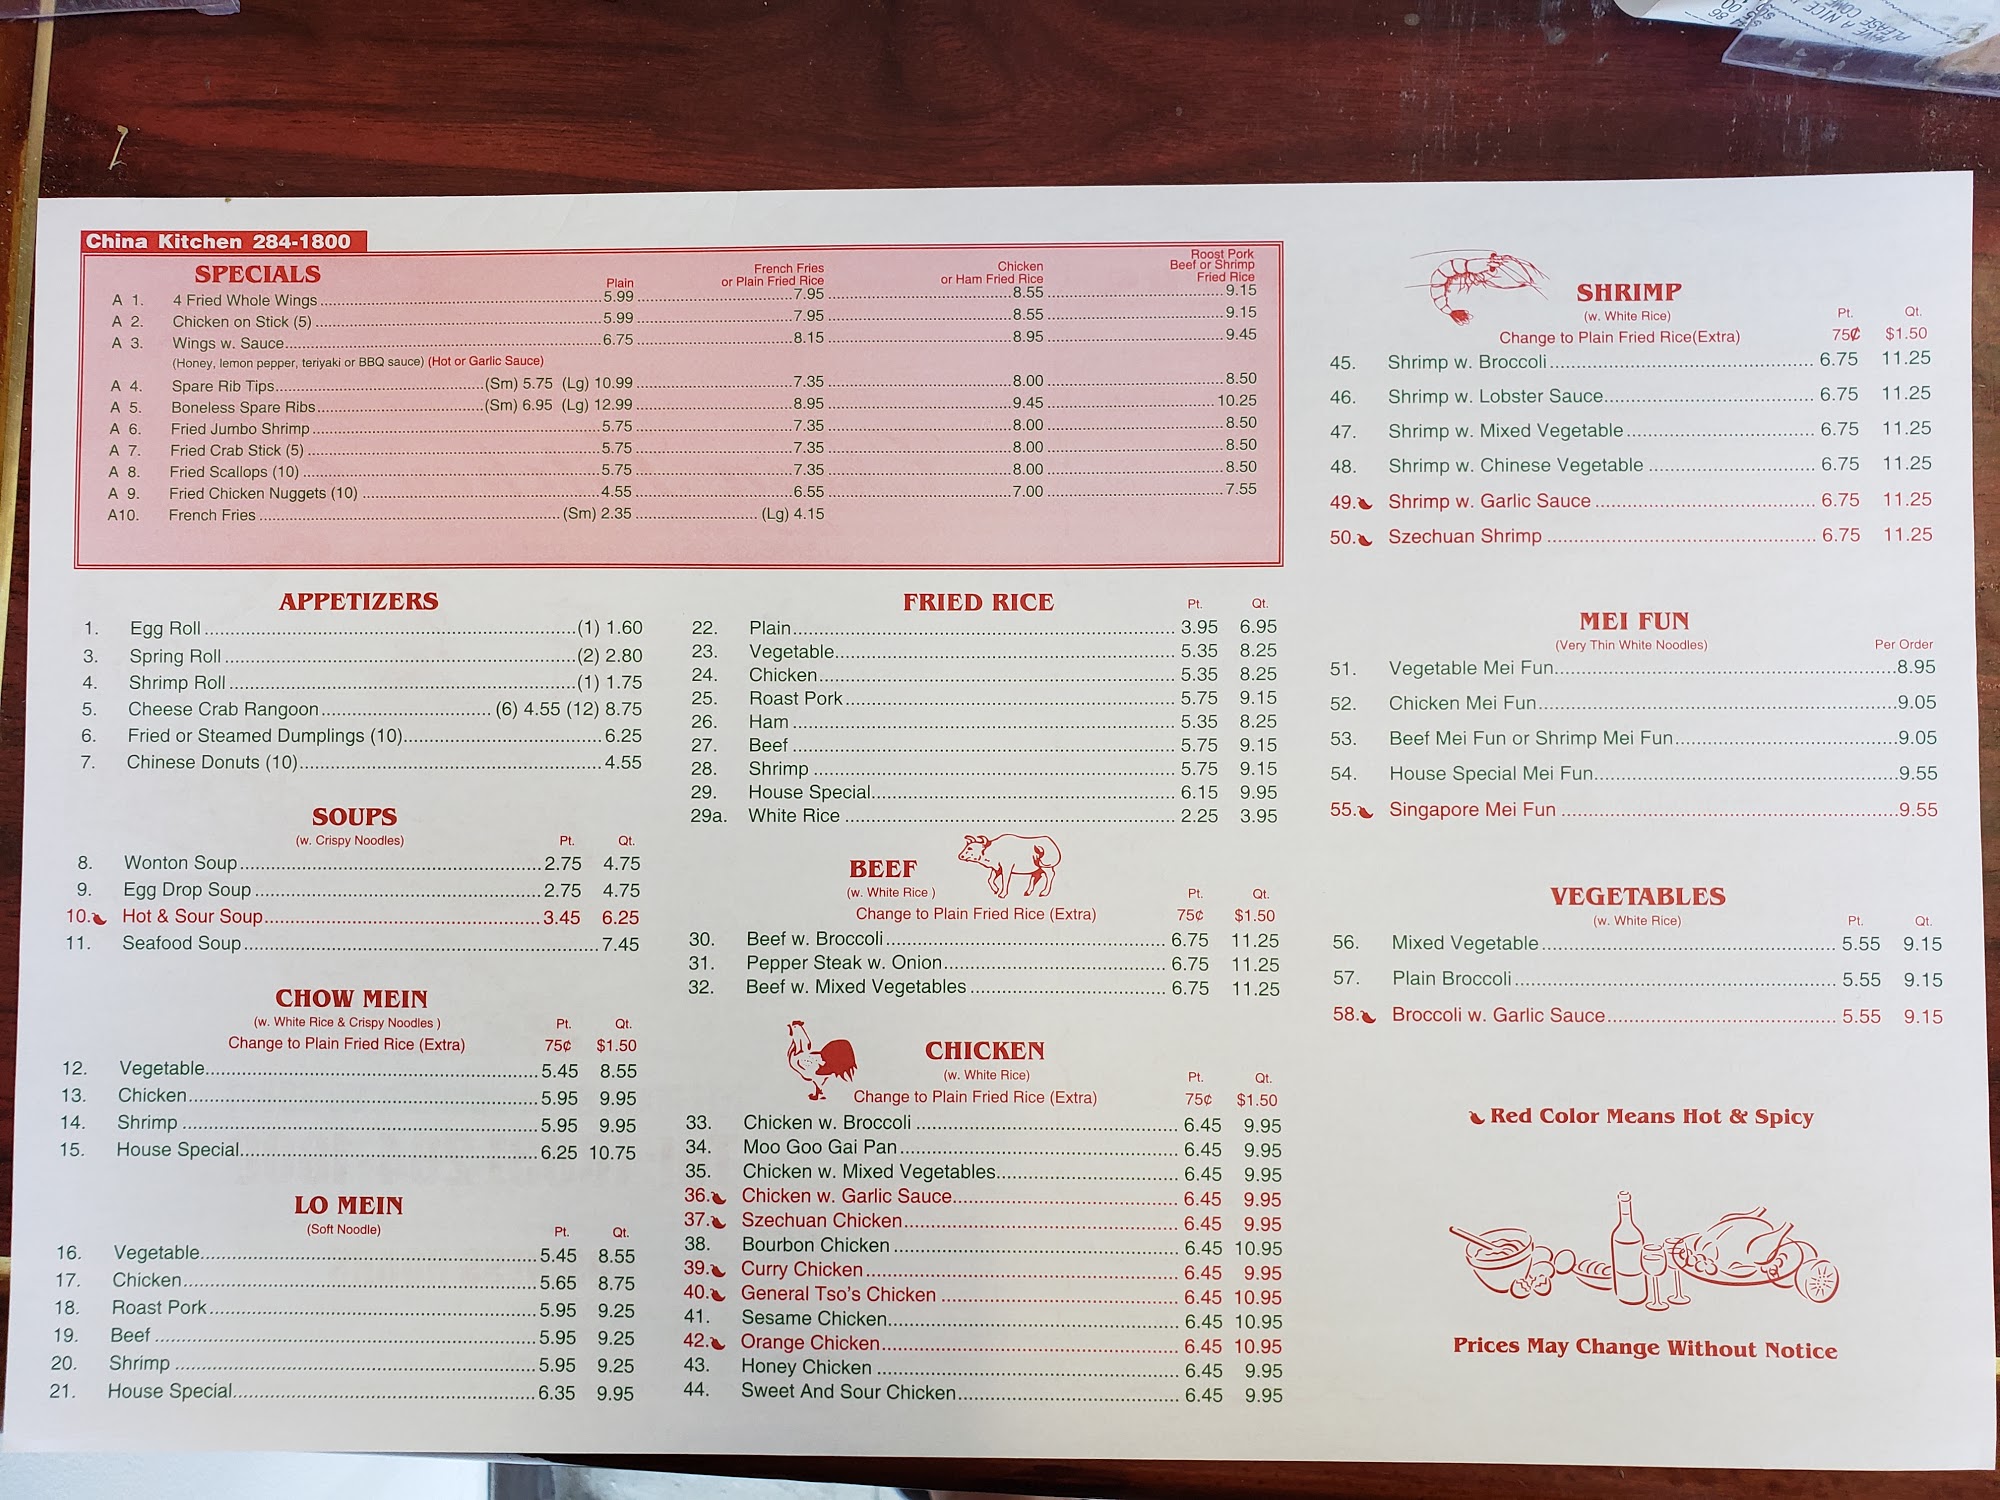 HAVE A NICE
PLEASE COME
China Kitchen 284-1800
SPECIALS
Plain
French Fries
or Plain Fried Rice
Chicken
or Ham Fried Rice
Roost Pork
Beef or Shrimp
Fried Rice
A 1. 4 Fried Whole Wings 5.99 7.95 8.55 9.15
A 2. Chicken on Stick (5) 5.99 7.95 8.55 9.15
A 3. Wings w. Sauce 6.75 8.15 8.95 9.45
(Honey, lemon pepper, teriyaki or BBQ sauce) (Hot or Garlic Sauce)
A 4. Spare Rib Tips (Sm) 5.75 (Lg) 10.99 7.35 8.00 8.50
A 5. Boneless Spare Ribs (Sm) 6.95 (Lg) 12.99 8.95 9.45 10.25
A 6. Fried Jumbo Shrimp 5.75 7.35 8.00 8.50
A 7. Fried Crab Stick (5) 5.75 7.35 8.00 8.50
A 8. Fried Scallops (10) 5.75 7.35 8.00 8.50
A 9. Fried Chicken Nuggets (10) 4.55 6.55 7.00 7.55
A10. French Fries (Sm) 2.35 (Lg) 4.15
APPETIZERS
1. Egg Roll (1) 1.60
3. Spring Roll (2) 2.80
4. Shrimp Roll (1) 1.75
5. Cheese Crab Rangoon (6) 4.55 (12) 8.75
6. Fried or Steamed Dumplings (10) 6.25
7. Chinese Donuts (10) 4.55
SOUPS
(w. Crispy Noodles) Pt. Qt.
8. Wonton Soup 2.75 4.75
9. Egg Drop Soup 2.75 4.75
10. Hot & Sour Soup 3.45 6.25
11. Seafood Soup 7.45
CHOW MEIN
(w. White Rice & Crispy Noodles ) Pt. Qt.
Change to Plain Fried Rice (Extra) 75¢ $1.50
12. Vegetable 5.45 8.55
13. Chicken 5.95 9.95
14. Shrimp 5.95 9.95
15. House Special 6.25 10.75
LO MEIN
(Soft Noodle) Pt. Qt.
16. Vegetable 5.45 8.55
17. Chicken 5.65 8.75
18. Roast Pork 5.95 9.25
19. Beef 5.95 9.25
20. Shrimp 5.95 9.25
21. House Special 6.35 9.95
FRIED RICE Pt. Qt.
22. Plain 3.95 6.95
23. Vegetable 5.35 8.25
24. Chicken 5.35 8.25
25. Roast Pork 5.75 9.15
26. Ham 5.35 8.25
27. Beef 5.75 9.15
28. Shrimp 5.75 9.15
29. House Special 6.15 9.95
29a. White Rice 2.25 3.95
BEEF
(w. White Rice ) Pt. Qt.
Change to Plain Fried Rice (Extra) 75¢ $1.50
30. Beef w. Broccoli 6.75 11.25
31. Pepper Steak w. Onion 6.75 11.25
32. Beef w. Mixed Vegetables 6.75 11.25
CHICKEN
(w. White Rice) Pt. Qt.
Change to Plain Fried Rice (Extra) 75¢ $1.50
33. Chicken w. Broccoli 6.45 9.95
34. Moo Goo Gai Pan 6.45 9.95
35. Chicken w. Mixed Vegetables 6.45 9.95
36. Chicken w. Garlic Sauce 6.45 9.95
37. Szechuan Chicken 6.45 9.95
38. Bourbon Chicken 6.45 10.95
39. Curry Chicken 6.45 9.95
40. General Tso's Chicken 6.45 10.95
41. Sesame Chicken 6.45 10.95
42. Orange Chicken 6.45 10.95
43. Honey Chicken 6.45 9.95
44. Sweet And Sour Chicken 6.45 9.95
SHRIMP
(w. White Rice) Pt. Qt.
Change to Plain Fried Rice(Extra) 75¢ $1.50
45. Shrimp w. Broccoli 6.75 11.25
46. Shrimp w. Lobster Sauce 6.75 11.25
47. Shrimp w. Mixed Vegetable 6.75 11.25
48. Shrimp w. Chinese Vegetable 6.75 11.25
49. Shrimp w. Garlic Sauce 6.75 11.25
50. Szechuan Shrimp 6.75 11.25
MEI FUN
(Very Thin White Noodles) Per Order
51. Vegetable Mei Fun 8.95
52. Chicken Mei Fun 9.05
53. Beef Mei Fun or Shrimp Mei Fun 9.05
54. House Special Mei Fun 9.55
55. Singapore Mei Fun 9.55
VEGETABLES
(w. White Rice) Pt. Qt.
56. Mixed Vegetable 5.55 9.15
57. Plain Broccoli 5.55 9.15
58. Broccoli w. Garlic Sauce 5.55 9.15
Red Color Means Hot & Spicy
Prices May Change Without Notice